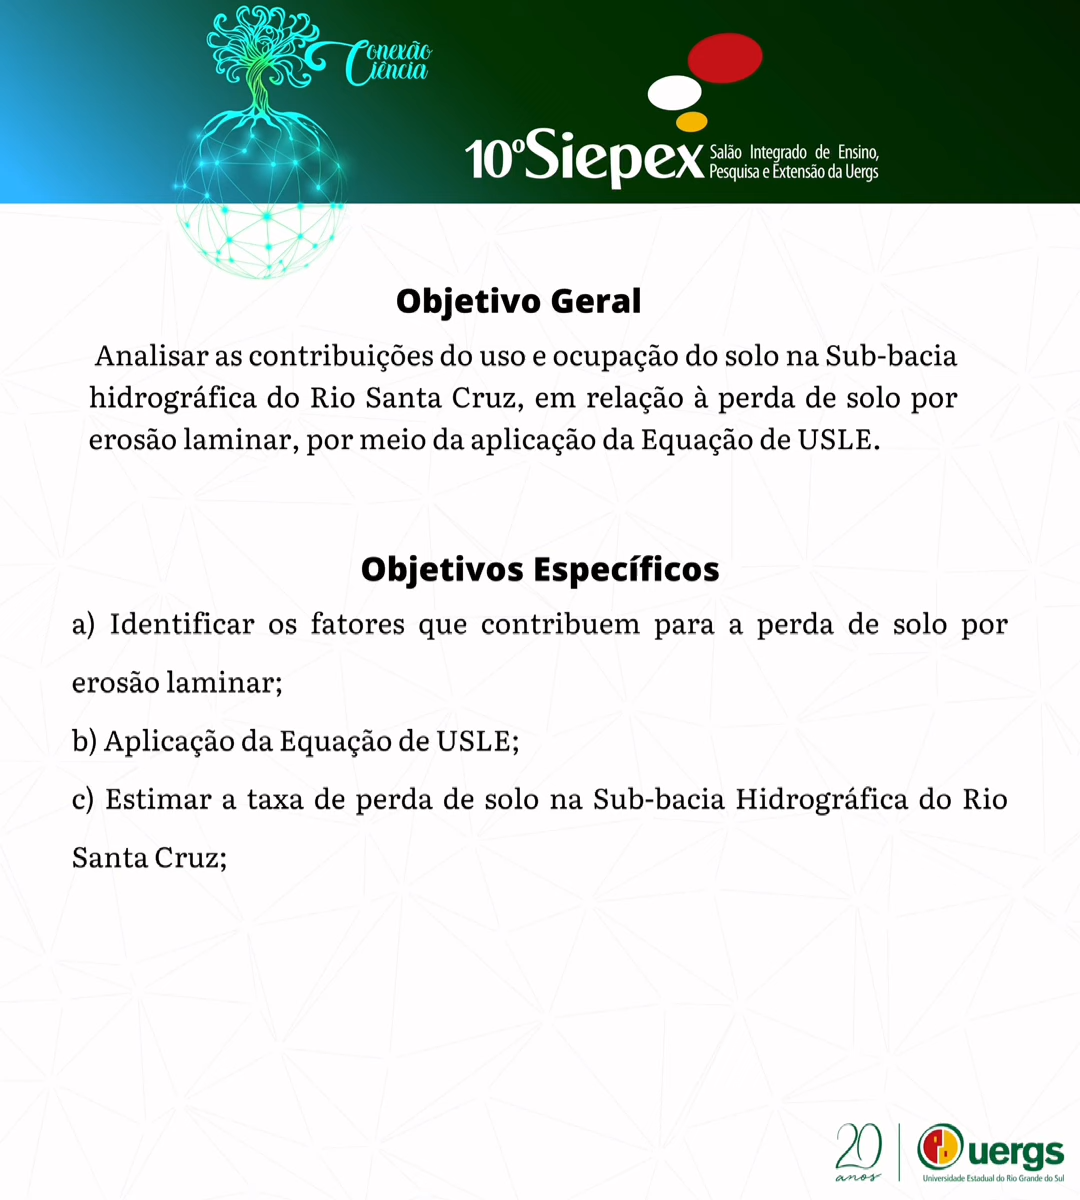 Conexão
Ciência
10ºSiepex
Salão Integrado de Ensino,
Pesquisa e Extensão da Uergs
Objetivo Geral
Analisar as contribuições do uso e ocupação do solo na Sub-bacia
hidrográfica do Rio Santa Cruz, em relação à perda de solo por
erosão laminar, por meio da aplicação da Equação de USLE.
Objetivos Específicos
a) Identificar os fatores que contribuem para a perda de solo por
erosão laminar;
b) Aplicação da Equação de USLE;
c) Estimar a taxa de perda de solo na Sub-bacia Hidrográfica do Rio
Santa Cruz;
20
anos
uergs
Universidade Estadual do Rio Grande do Sul